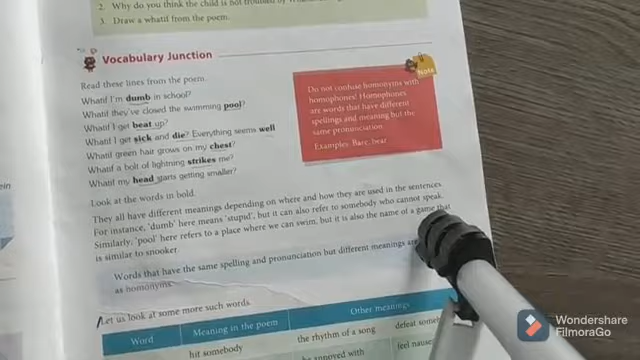 2. Why do you think the child is not troubled by
3. Draw a whatif from the poem.
Vocabulary Junction
Read these lines from the poem.
Whatif I'm dumb in school?
Whatif they've closed the swimming pool?
Whatif I get beat up?
Whatif I get sick and die? Everything seems well
Whatif green hair grows on my chest?
Whatif a bolt of lightning strikes me?
Whatif my head starts getting smaller?
Note
Do not confuse homonyms with
homophones! Homophones
are words that have different
spellings and meaning but the
same pronunciation.
Examples: Bare, bear
Look at the words in bold.
They all have different meanings depending on where and how they are used in the sentences.
For instance, 'dumb' here means 'stupid', but it can also refer to somebody who cannot speak.
Similarly, 'pool' here refers to a place where we can swim, but it is also the name of a game that
is similar to snooker.
Words that have the same spelling and pronunciation but different meanings are
as homonyms.
Let us look at some more such words.
Word Meaning in the poem Other meanings
hit somebody the rhythm of a song defeat
be annoyed with feel
Wondershare
FilmoraGo